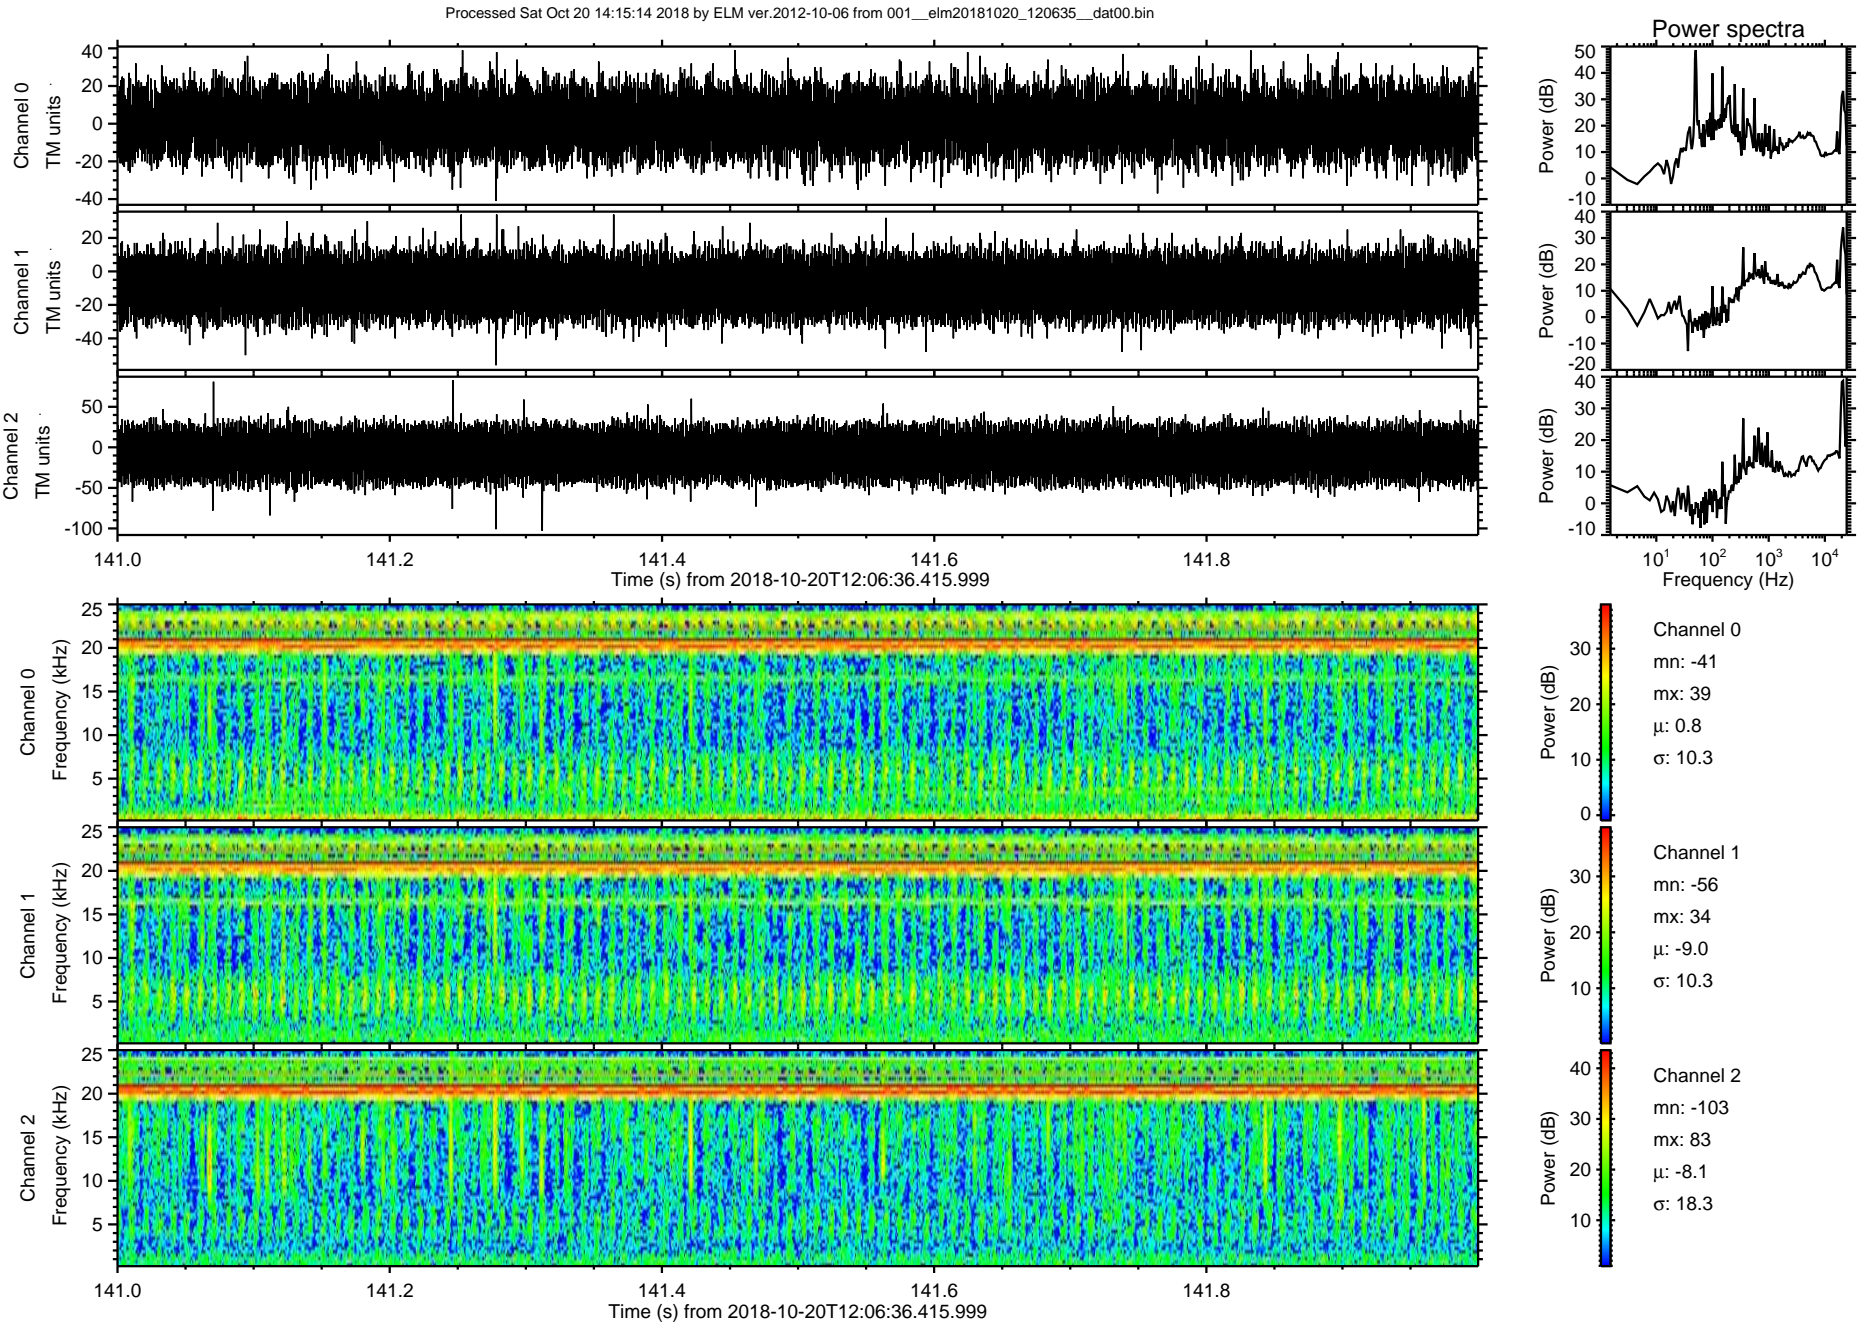 Processed Sat Oct 20 14:15:14 2018 by ELM ver.2012-10-06 from 001__elm20181020_120635__dat00.bin
Power spectra
Channel 0
TM units
40
20
0
-20
-40
Power (dB)
50
40
30
20
10
0
-10
Channel 1
TM units
20
0
-20
-40
Power (dB)
40
30
20
10
0
-10
-20
Channel 2
TM units
50
0
-50
-100
Power (dB)
40
30
20
10
0
-10
141.0 141.2 141.4 141.6 141.8
Time (s) from 2018-10-20T12:06:36.415.999
10¹ 10² 10³ 10⁴
Frequency (Hz)
Channel 0
Frequency (kHz)
25
20
15
10
5
Power (dB)
30
20
10
0
Channel 0
mn: -41
mx: 39
µ: 0.8
σ: 10.3
Channel 1
Frequency (kHz)
25
20
15
10
5
Power (dB)
30
20
10
Channel 1
mn: -56
mx: 34
µ: -9.0
σ: 10.3
Channel 2
Frequency (kHz)
25
20
15
10
5
Power (dB)
40
30
20
10
Channel 2
mn: -103
mx: 83
µ: -8.1
σ: 18.3
141.0 141.2 141.4 141.6 141.8
Time (s) from 2018-10-20T12:06:36.415.999